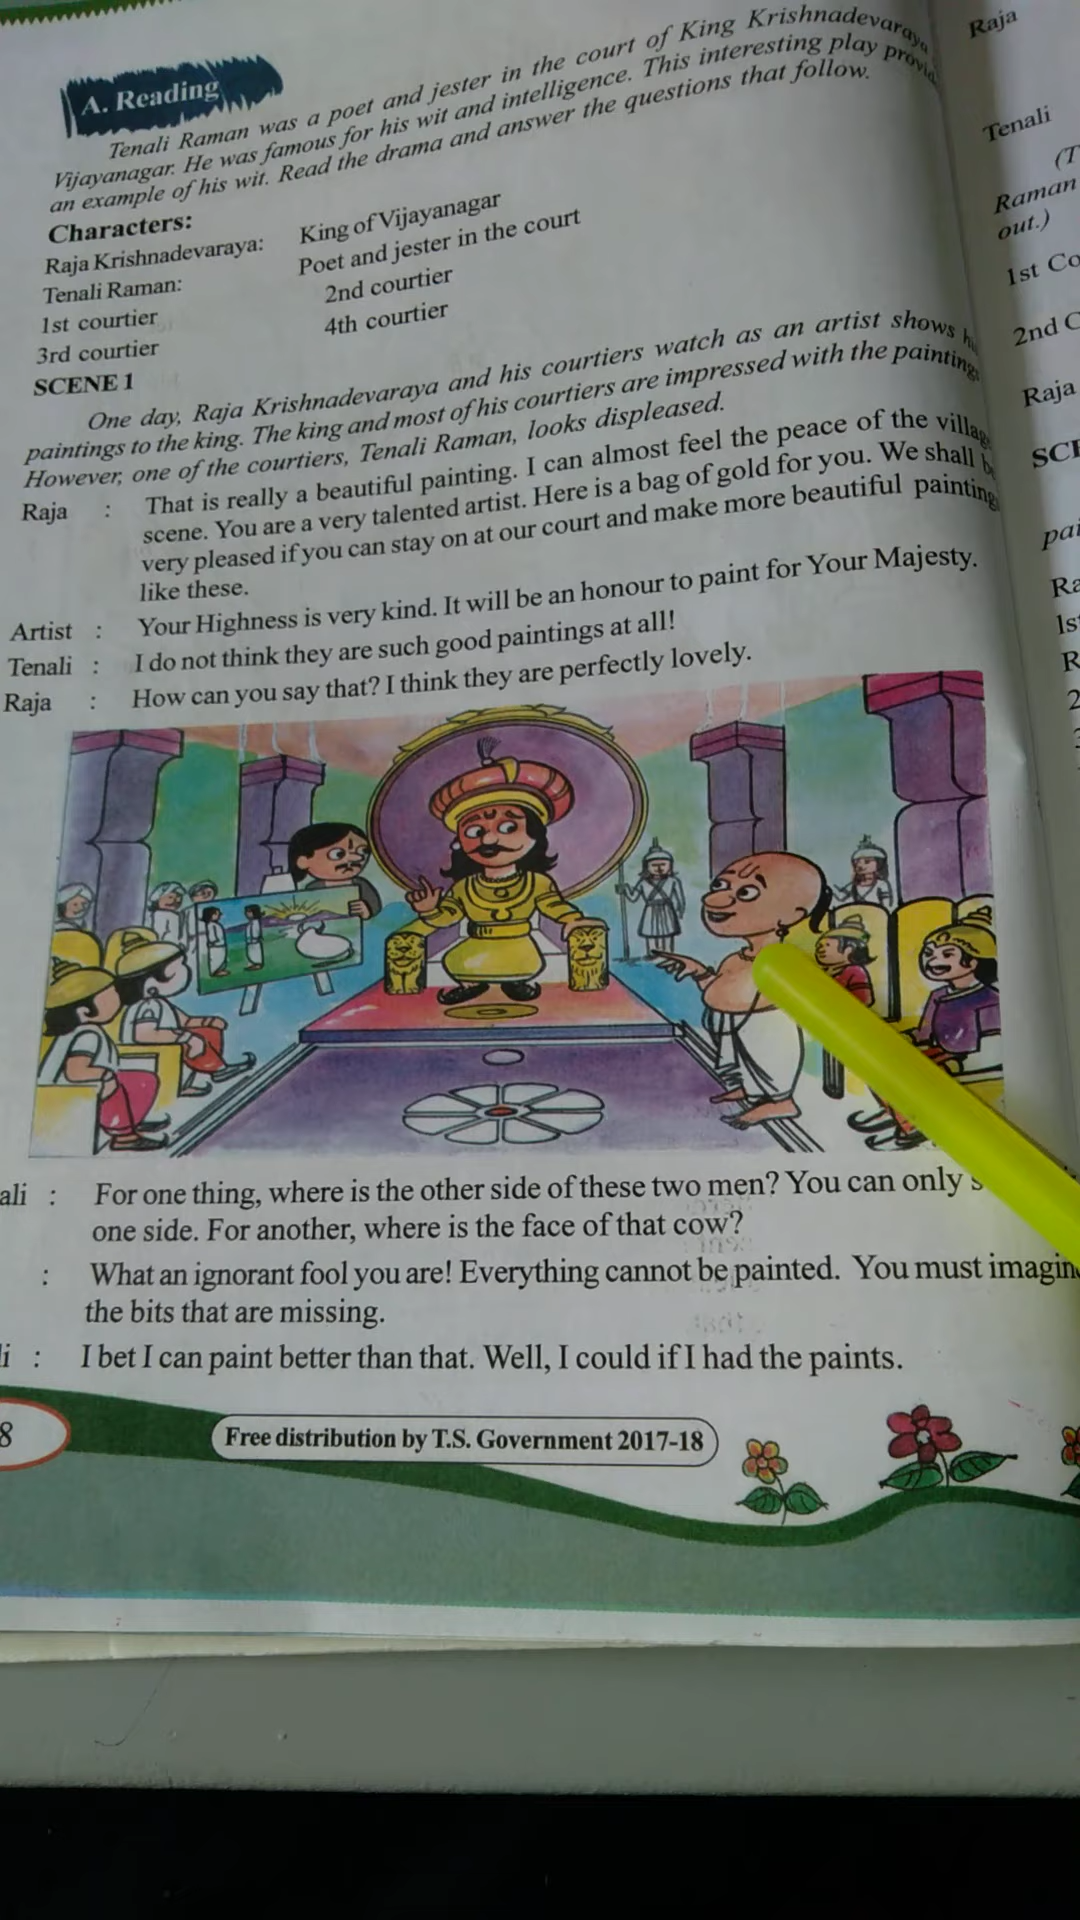 A. Reading
Tenali Raman was a poet and jester in the court of King Krishnadevaraya
Vijayanagar. He was famous for his wit and intelligence. This interesting play
an example of his wit. Read the drama and answer the questions that follow.
Characters:
Raja Krishnadevaraya: King of Vijayanagar
Tenali Raman: Poet and jester in the court
1st courtier 2nd courtier
3rd courtier 4th courtier
SCENE 1
One day, Raja Krishnadevaraya and his courtiers watch as an artist shows
paintings to the king. The king and most of his courtiers are impressed with the
However, one of the courtiers, Tenali Raman, looks displeased.
Raja : That is really a beautiful painting. I can almost feel the peace of the
scene. You are a very talented artist. Here is a bag of gold for you. We shall
very pleased if you can stay on at our court and make more beautiful
like these.
Artist : Your Highness is very kind. It will be an honour to paint for Your Majesty.
Tenali : I do not think they are such good paintings at all!
Raja : How can you say that? I think they are perfectly lovely.
ali : For one thing, where is the other side of these two men? You can only
one side. For another, where is the face of that cow?
: What an ignorant fool you are! Everything cannot be painted. You must imagin
the bits that are missing.
i : I bet I can paint better than that. Well, I could if I had the paints.
8
Free distribution by T.S. Government 2017-18
Raja
Tenali
(T
Raman
out.)
1st Co
2nd C
Raja
pai
Ra
1st
R
2